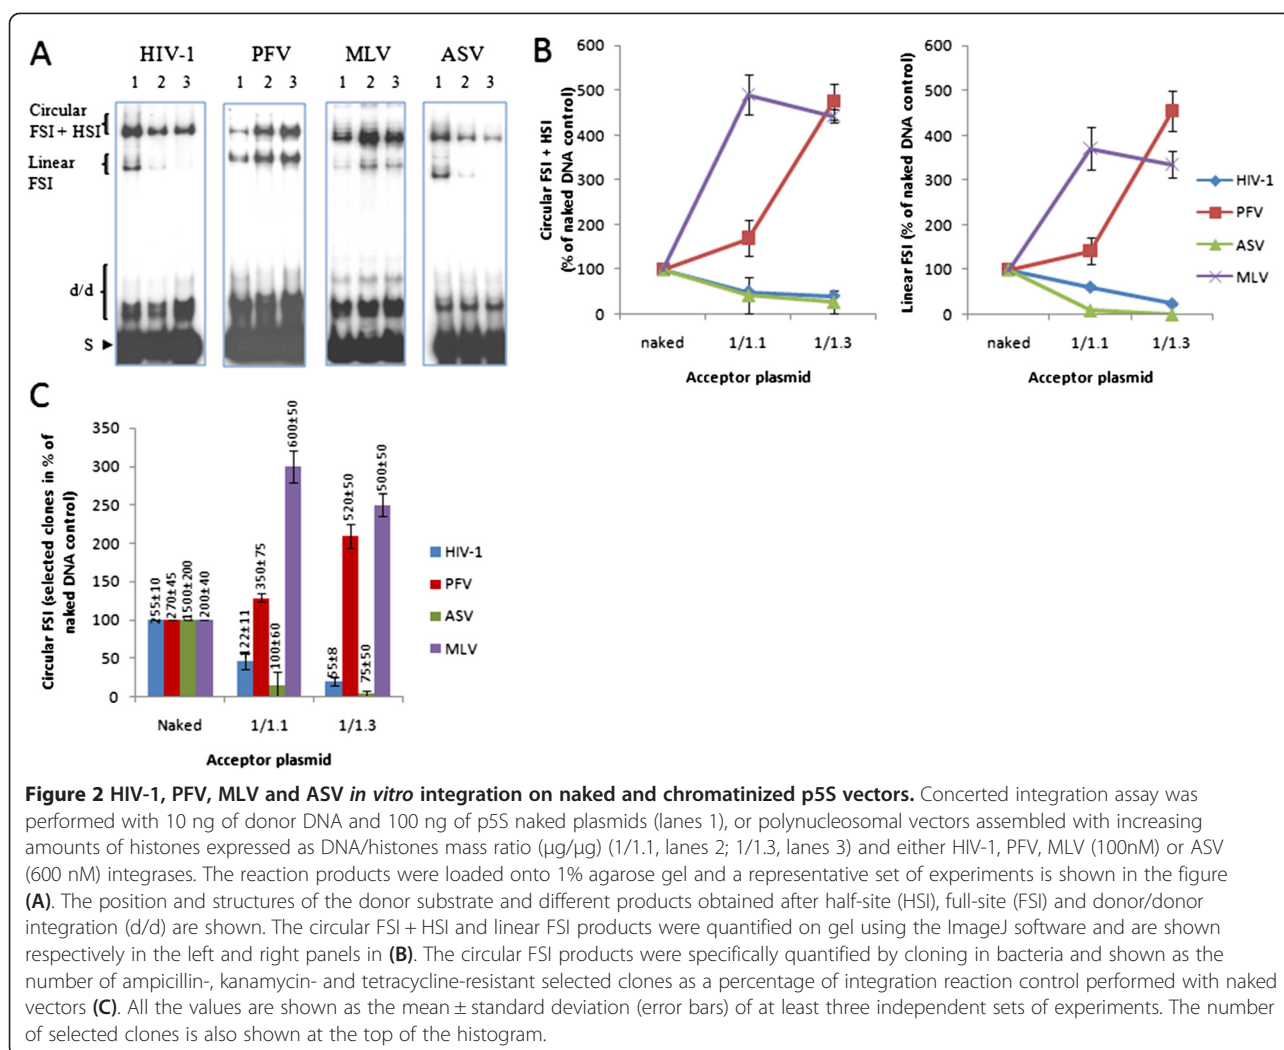 A
HIV-1 PFV MLV ASV
1 2 3 1 2 3 1 2 3 1 2 3
Circular
FSI + HSI
Linear
FSI
d/d
S
B
Circular FSI + HSI
(% of naked DNA control)
600
500
400
300
200
100
0
naked 1/1.1 1/1.3
Acceptor plasmid
Linear FSI (% of naked DNA control)
600
500
400
300
200
100
0
naked 1/1.1 1/1.3
Acceptor plasmid
HIV-1
PFV
ASV
MLV
C
Circular FSI (selected clones in % of
naked DNA control)
350
300
250
200
150
100
50
0
255±10
270±45
1500±200
200±40
122±11
350±75
100±60
600±50
55±8
520±50
75±50
500±50
Naked 1/1.1 1/1.3
Acceptor plasmid
HIV-1
PFV
ASV
MLV
Figure 2 HIV-1, PFV, MLV and ASV in vitro integration on naked and chromatinized p5S vectors. Concerted integration assay was
performed with 10 ng of donor DNA and 100 ng of p5S naked plasmids (lanes 1), or polynucleosomal vectors assembled with increasing
amounts of histones expressed as DNA/histones mass ratio (μg/μg) (1/1.1, lanes 2; 1/1.3, lanes 3) and either HIV-1, PFV, MLV (100nM) or ASV
(600 nM) integrases. The reaction products were loaded onto 1% agarose gel and a representative set of experiments is shown in the figure
(A). The position and structures of the donor substrate and different products obtained after half-site (HSI), full-site (FSI) and donor/donor
integration (d/d) are shown. The circular FSI + HSI and linear FSI products were quantified on gel using the ImageJ software and are shown
respectively in the left and right panels in (B). The circular FSI products were specifically quantified by cloning in bacteria and shown as the
number of ampicillin-, kanamycin- and tetracycline-resistant selected clones as a percentage of integration reaction control performed with naked
vectors (C). All the values are shown as the mean ± standard deviation (error bars) of at least three independent sets of experiments. The number
of selected clones is also shown at the top of the histogram.